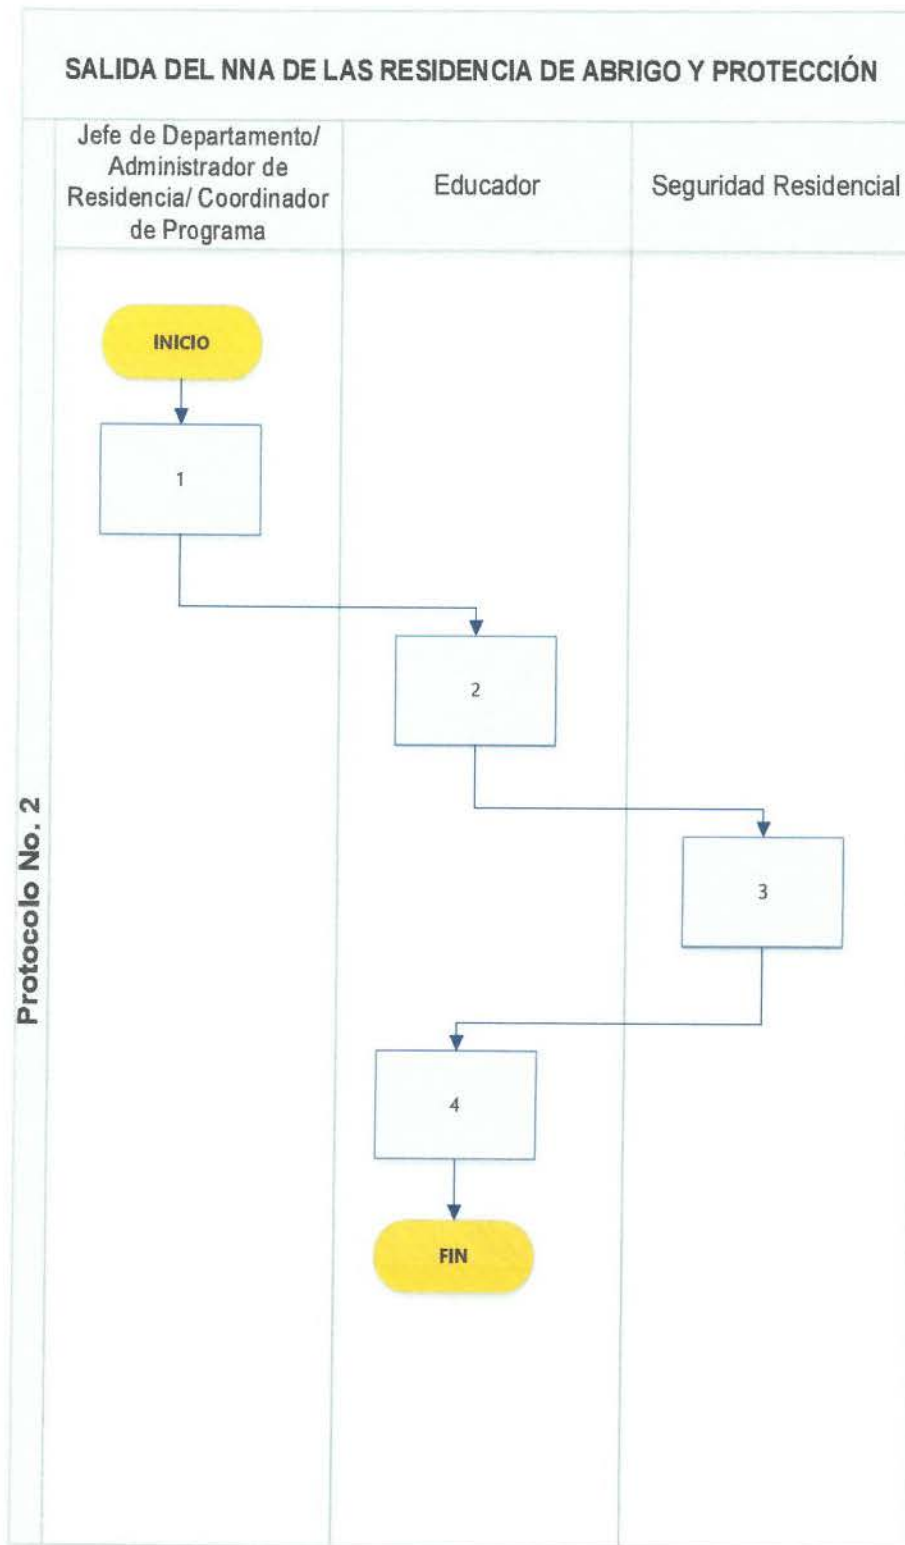 SALIDA DEL NNA DE LAS RESIDENCIA DE ABRIGO Y PROTECCIÓN
Jefe de Departamento/
Administrador de
Residencia/ Coordinador
de Programa
Educador
Seguridad Residencial
Protocolo No. 2
INICIO
1
2
3
4
FIN